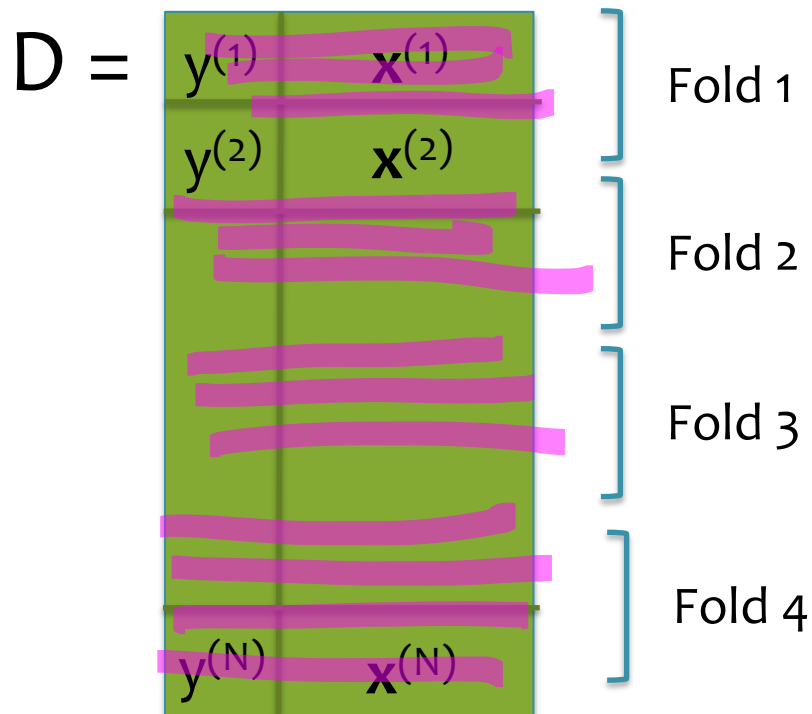 D = y^(1) x^(1) Fold 1
y^(2) x^(2)
Fold 2
Fold 3
Fold 4
y^(N) x^(N)